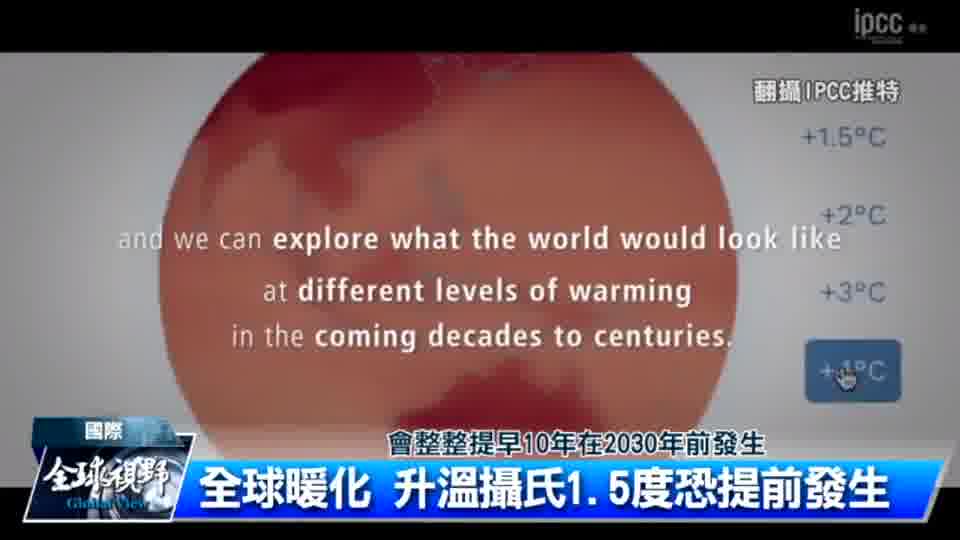 ipcc
翻攝IPCC推特
+1.5°C
+2°C
and we can explore what the world would look like
+3°C
at different levels of warming
in the coming decades to centuries.
+4°C
國際
會整整提早10年在2030年前發生
全球視野
全球暖化 升溫攝氏1.5度恐提前發生
Global View